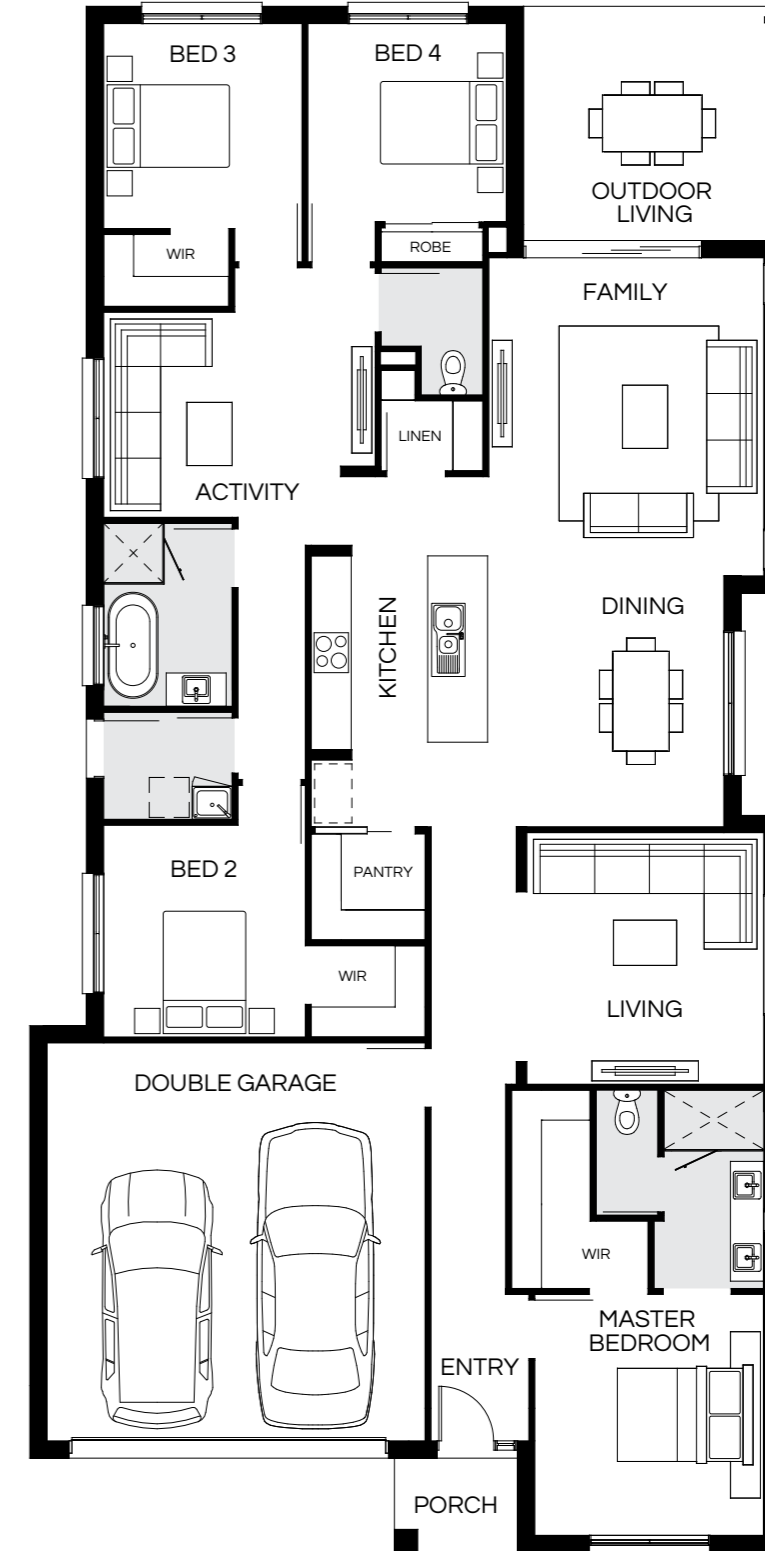 BED 3
BED 4
OUTDOOR
LIVING
WIR
ROBE
FAMILY
LINEN
ACTIVITY
KITCHEN
DINING
BED 2
PANTRY
WIR
LIVING
DOUBLE GARAGE
WIR
MASTER
BEDROOM
ENTRY
PORCH